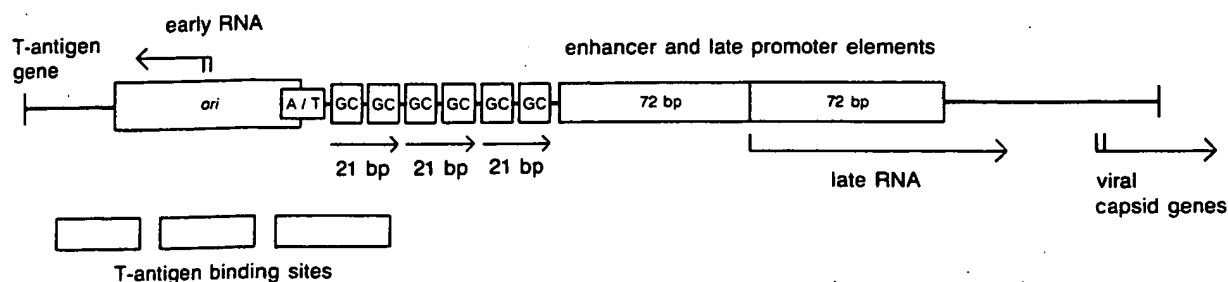 early RNA
T-antigen
gene
enhancer and late promoter elements
ori
A / T
GC
GC
GC
GC
GC
GC
72 bp
72 bp
21 bp
21 bp
21 bp
late RNA
viral
capsid genes
T-antigen binding sites